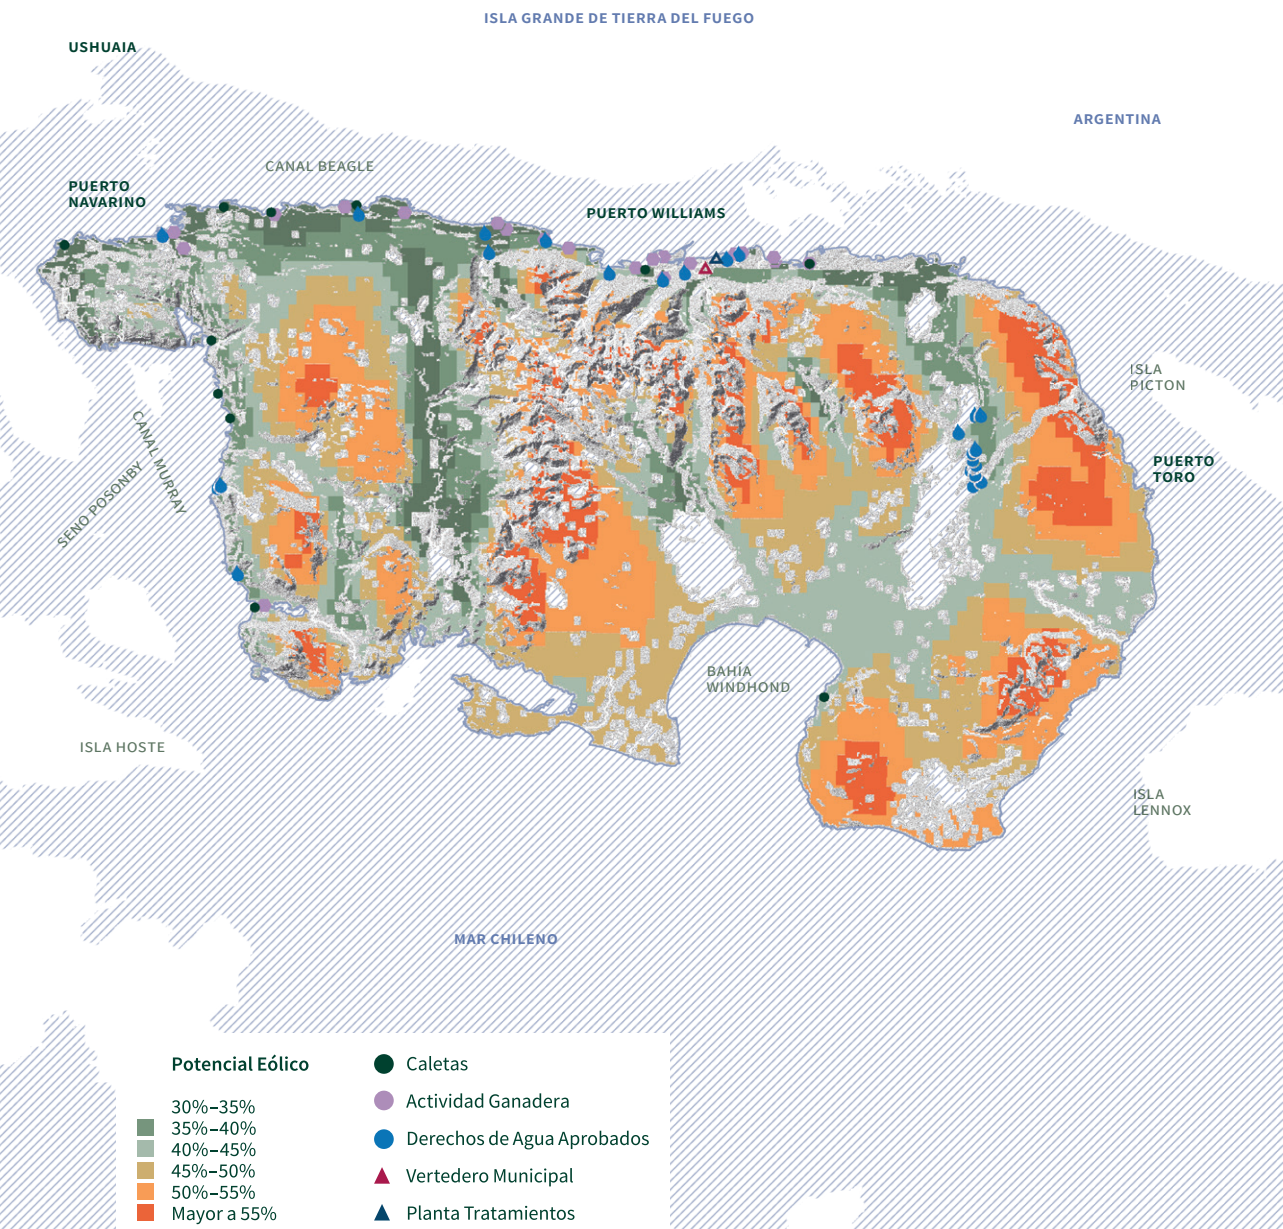 ISLA GRANDE DE TIERRA DEL FUEGO
USHUAIA
ARGENTINA
CANAL BEAGLE
PUERTO
NAVARINO
PUERTO WILLIAMS
ISLA
PICTON
CANAL MURRAY
SENO POSONBY
PUERTO
TORO
BAHÍA
WINDHOND
ISLA HOSTE
ISLA
LENNOX
MAR CHILENO
Potencial Eólico
30%–35%
35%–40%
40%–45%
45%–50%
50%–55%
Mayor a 55%
Caletas
Actividad Ganadera
Derechos de Agua Aprobados
Vertedero Municipal
Planta Tratamientos